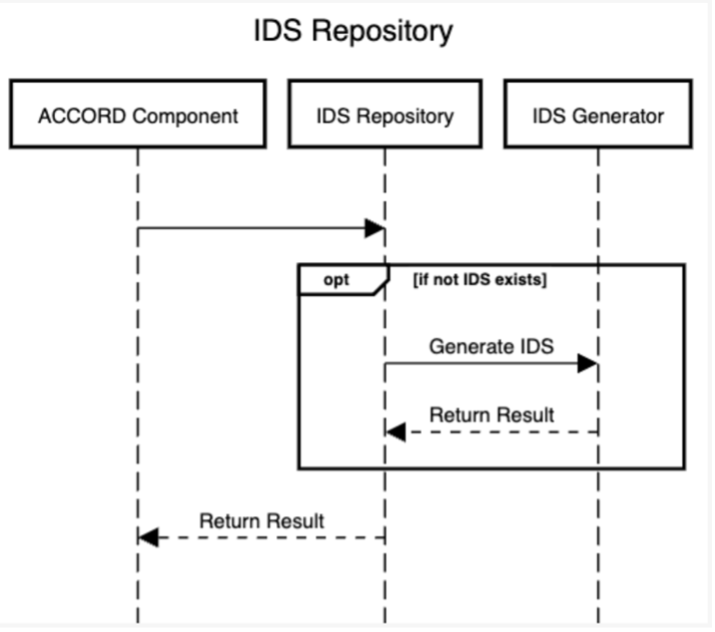 IDS Repository
ACCORD Component
IDS Repository
IDS Generator
opt
[if not IDS exists]
Generate IDS
Return Result
Return Result